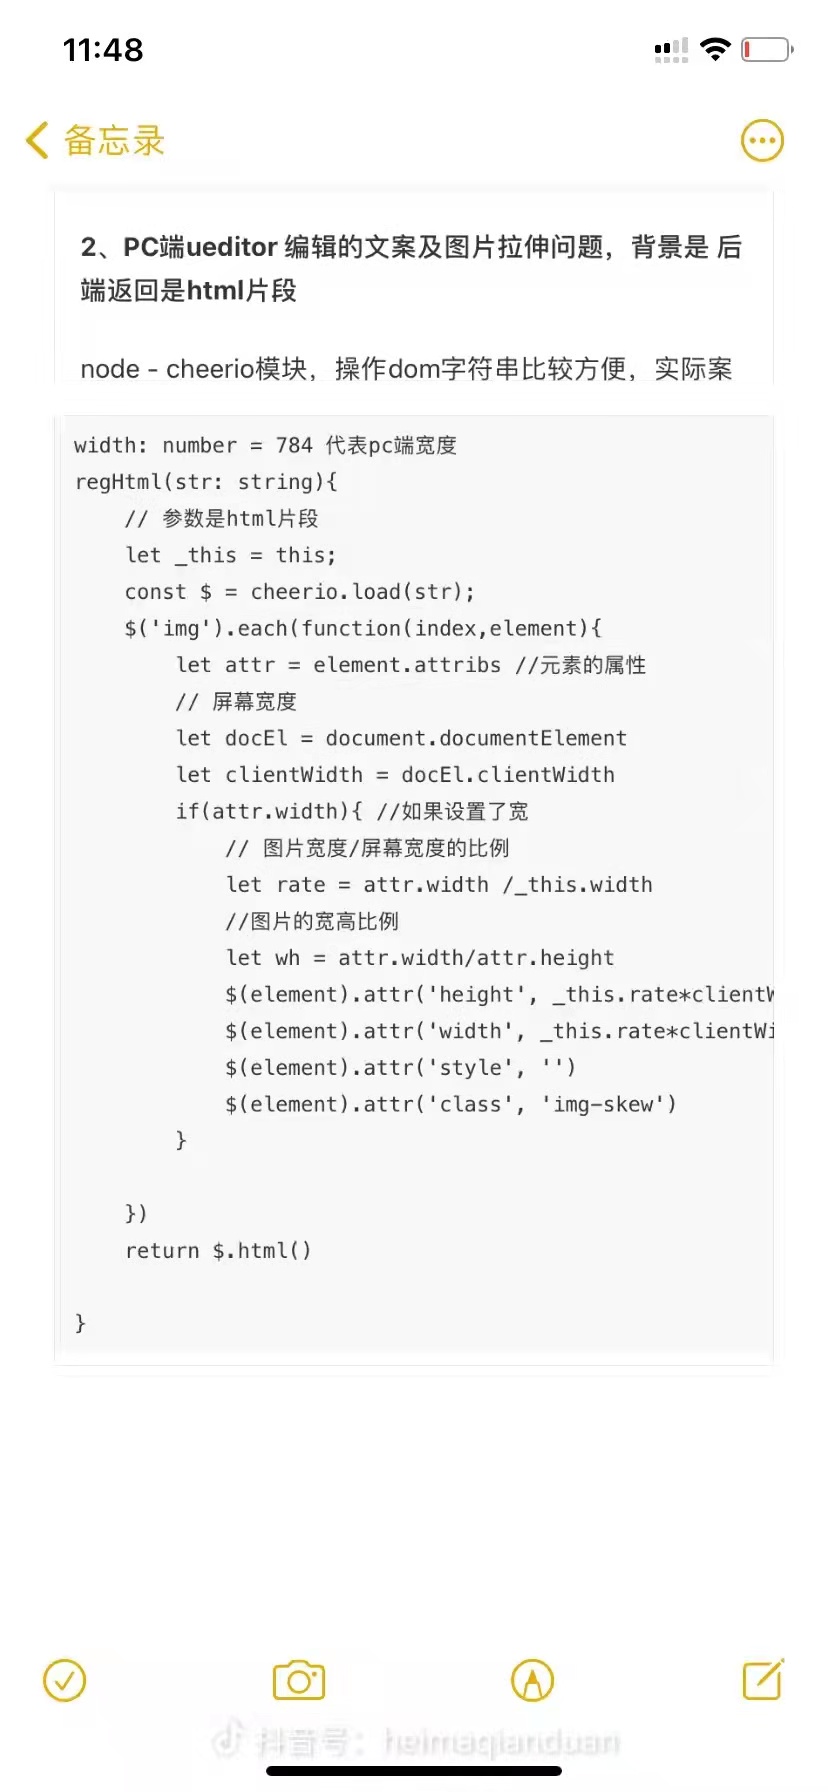 11:48
备忘录
2、PC端ueditor 编辑的文案及图片拉伸问题，背景是 后
端返回是html片段
node - cheerio模块，操作dom字符串比较方便，实际案
width: number = 784 代表pc端宽度
regHtml(str: string){
    // 参数是html片段
    let _this = this;
    const $ = cheerio.load(str);
    $('img').each(function(index,element){
        let attr = element.attribs //元素的属性
        // 屏幕宽度
        let docEl = document.documentElement
        let clientWidth = docEl.clientWidth
        if(attr.width){ //如果设置了宽
            // 图片宽度/屏幕宽度的比例
            let rate = attr.width /_this.width
            //图片的宽高比例
            let wh = attr.width/attr.height
            $(element).attr('height', _this.rate*clientW
            $(element).attr('width', _this.rate*clientWi
            $(element).attr('style', '')
            $(element).attr('class', 'img-skew')
        }
    })
    return $.html()
}
抖音号：heimaqianduan